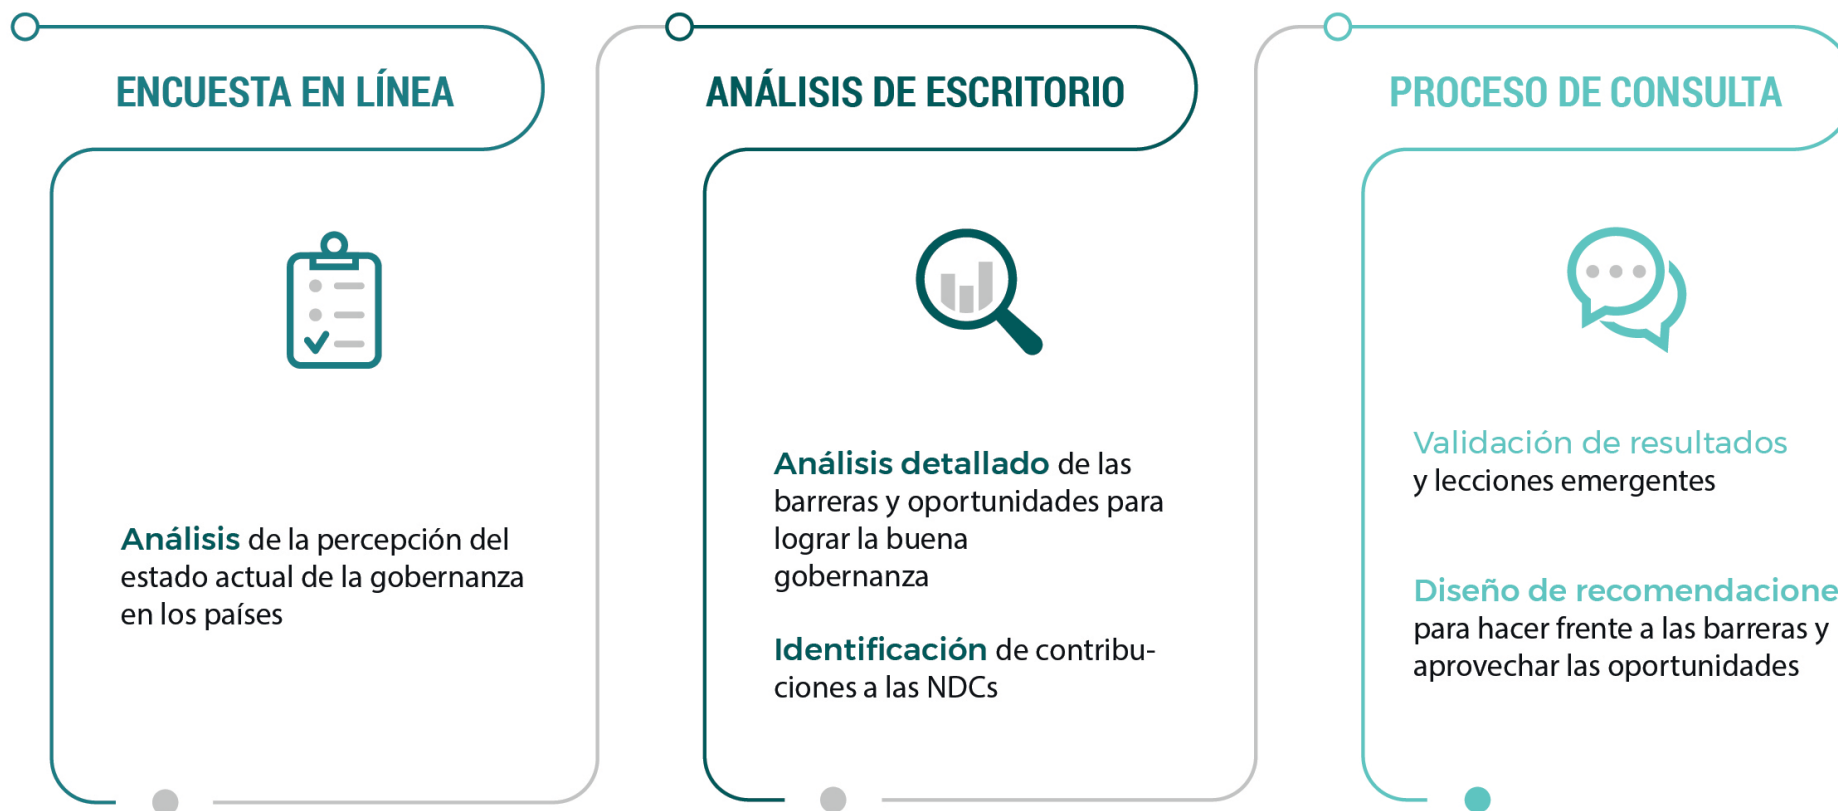 ENCUESTA EN LÍNEA
Análisis de la percepción del
estado actual de la gobernanza
en los países
ANÁLISIS DE ESCRITORIO
Análisis detallado de las
barreras y oportunidades para
lograr la buena
gobernanza
Identificación de contribu-
ciones a las NDCs
PROCESO DE CONSULTA
Validación de resultados
y lecciones emergentes
Diseño de recomendacione
para hacer frente a las barreras y
aprovechar las oportunidades